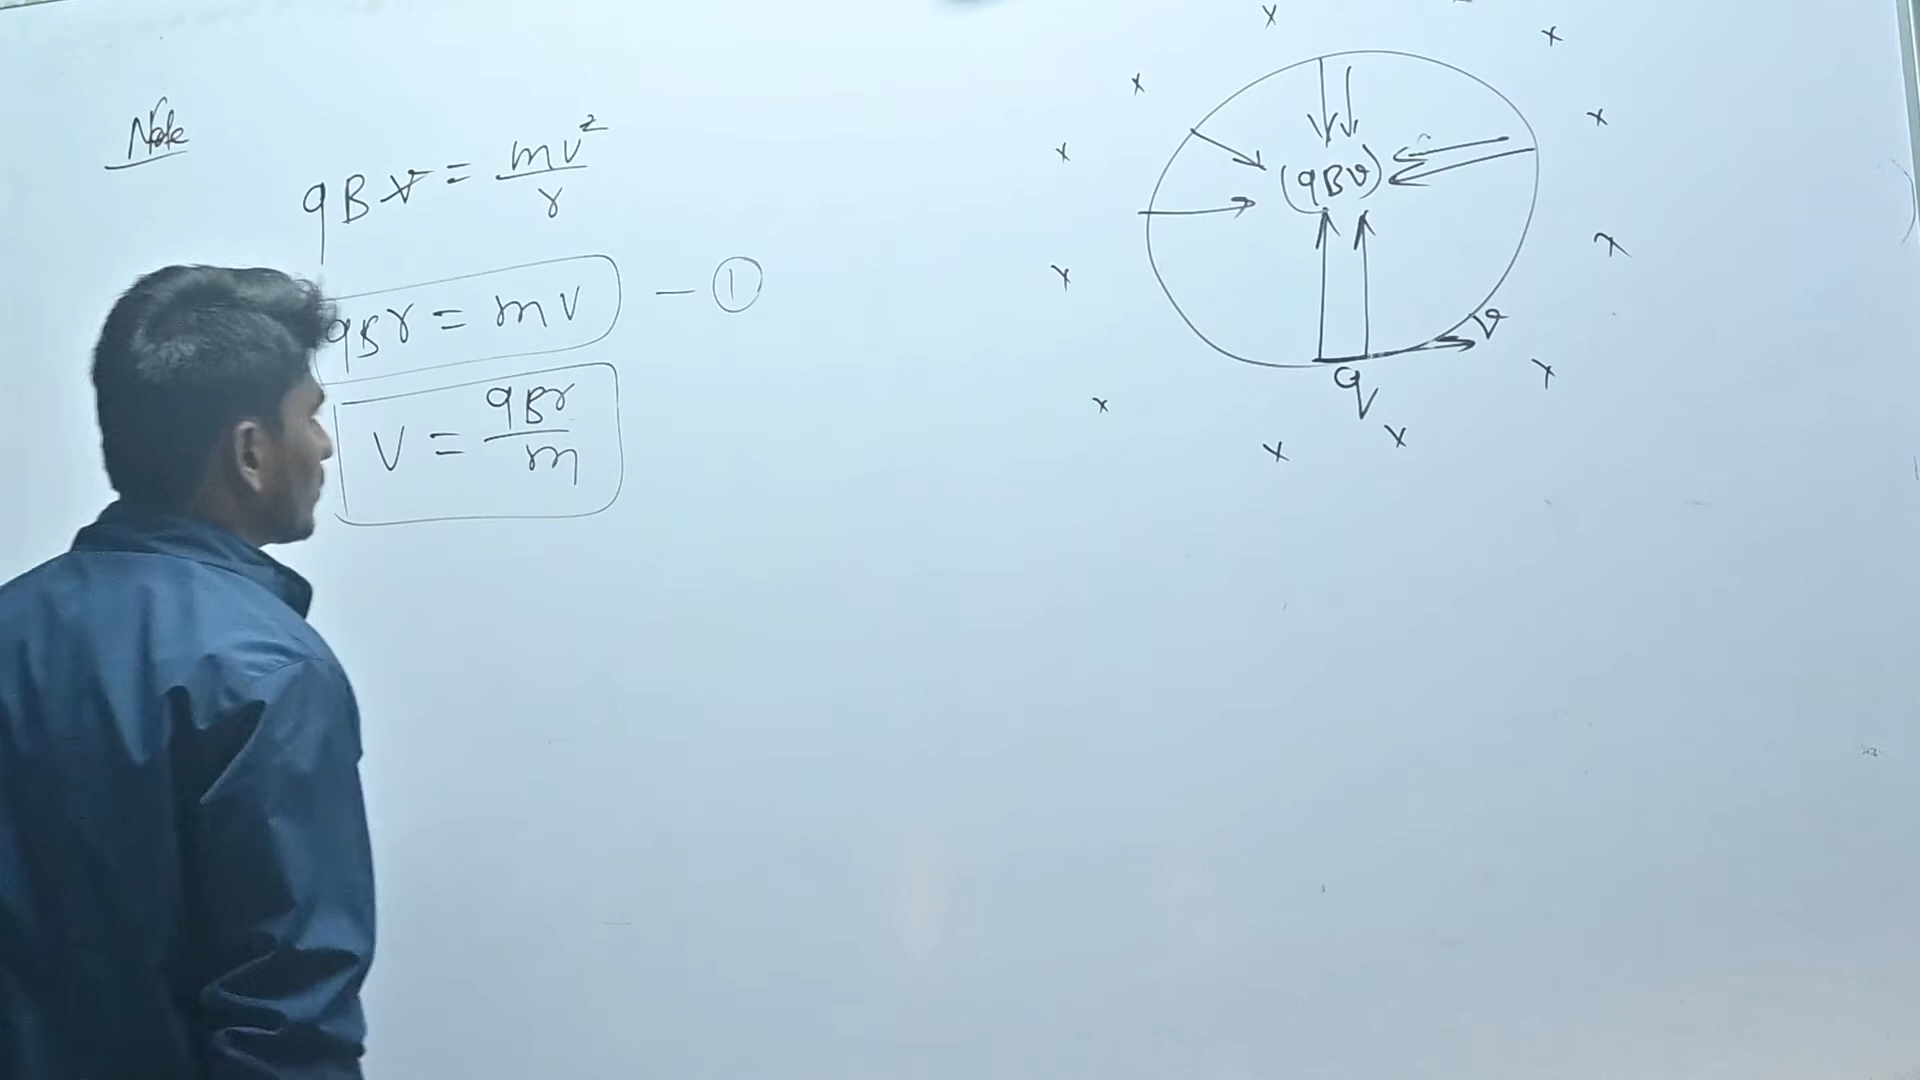 Note
qBv = mv²/r
qBr = mv — ①
v = qBr/m
(qBv)
v
q